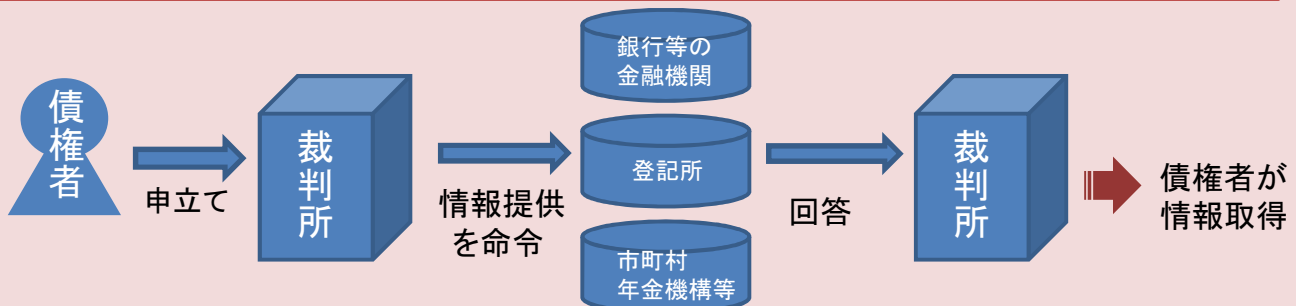 債権者
申立て
裁判所
情報提供
を命令
銀行等の
金融機関
登記所
市町村
年金機構等
回答
裁判所
債権者が
情報取得